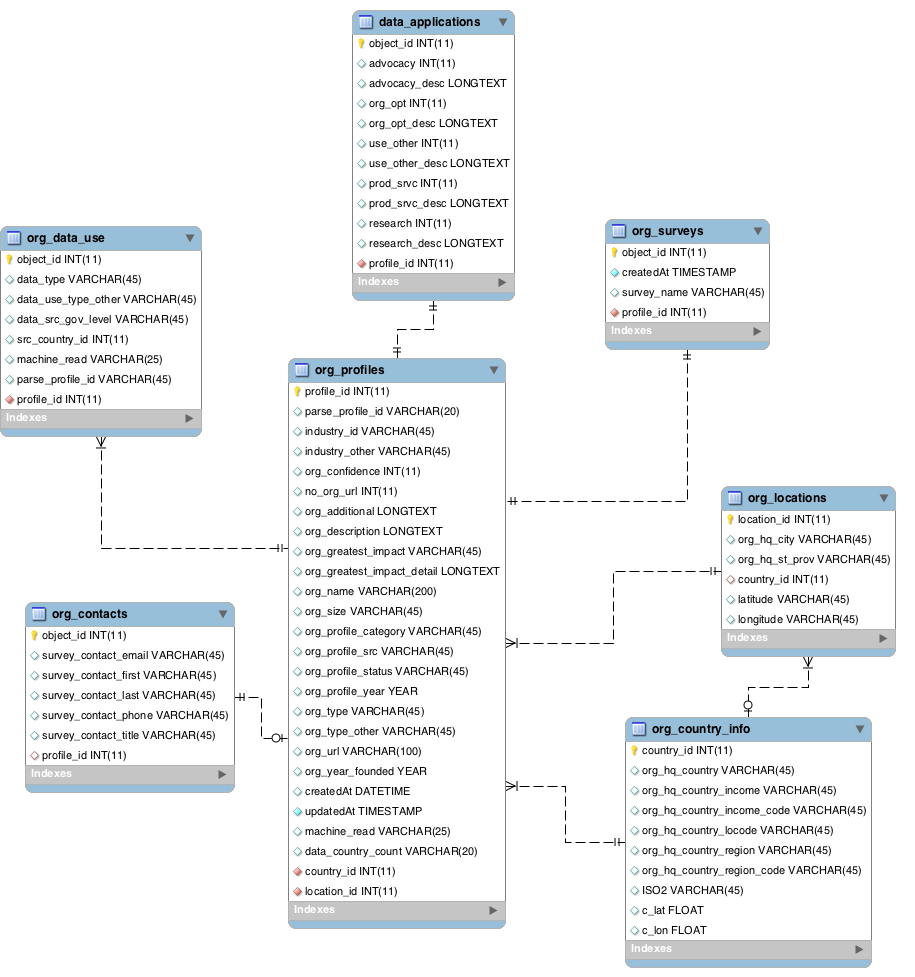 data_applications
object_id INT(11)
advocacy INT(11)
advocacy_desc LONGTEXT
org_opt INT(11)
org_opt_desc LONGTEXT
use_other INT(11)
use_other_desc LONGTEXT
prod_srvc INT(11)
prod_srvc_desc LONGTEXT
research INT(11)
research_desc LONGTEXT
profile_id INT(11)
Indexes
org_data_use
object_id INT(11)
data_type VARCHAR(45)
data_use_type_other VARCHAR(45)
data_src_gov_level VARCHAR(45)
src_country_id INT(11)
machine_read VARCHAR(25)
parse_profile_id VARCHAR(45)
profile_id INT(11)
Indexes
org_surveys
object_id INT(11)
createdAt TIMESTAMP
survey_name VARCHAR(45)
profile_id INT(11)
Indexes
org_profiles
profile_id INT(11)
parse_profile_id VARCHAR(20)
industry_id VARCHAR(45)
industry_other VARCHAR(45)
org_confidence INT(11)
no_org_url INT(11)
org_additional LONGTEXT
org_description LONGTEXT
org_greatest_impact VARCHAR(45)
org_greatest_impact_detail LONGTEXT
org_name VARCHAR(200)
org_size VARCHAR(45)
org_profile_category VARCHAR(45)
org_profile_src VARCHAR(45)
org_profile_status VARCHAR(45)
org_profile_year YEAR
org_type VARCHAR(45)
org_type_other VARCHAR(45)
org_url VARCHAR(100)
org_year_founded YEAR
createdAt DATETIME
updatedAt TIMESTAMP
machine_read VARCHAR(25)
data_country_count VARCHAR(20)
country_id INT(11)
location_id INT(11)
Indexes
org_locations
location_id INT(11)
org_hq_city VARCHAR(45)
org_hq_st_prov VARCHAR(45)
country_id INT(11)
latitude VARCHAR(45)
longitude VARCHAR(45)
Indexes
org_contacts
object_id INT(11)
survey_contact_email VARCHAR(45)
survey_contact_first VARCHAR(45)
survey_contact_last VARCHAR(45)
survey_contact_phone VARCHAR(45)
survey_contact_title VARCHAR(45)
profile_id INT(11)
Indexes
org_country_info
country_id INT(11)
org_hq_country VARCHAR(45)
org_hq_country_income VARCHAR(45)
org_hq_country_income_code VARCHAR(45)
org_hq_country_locode VARCHAR(45)
org_hq_country_region VARCHAR(45)
org_hq_country_region_code VARCHAR(45)
ISO2 VARCHAR(45)
c_lat FLOAT
c_lon FLOAT
Indexes